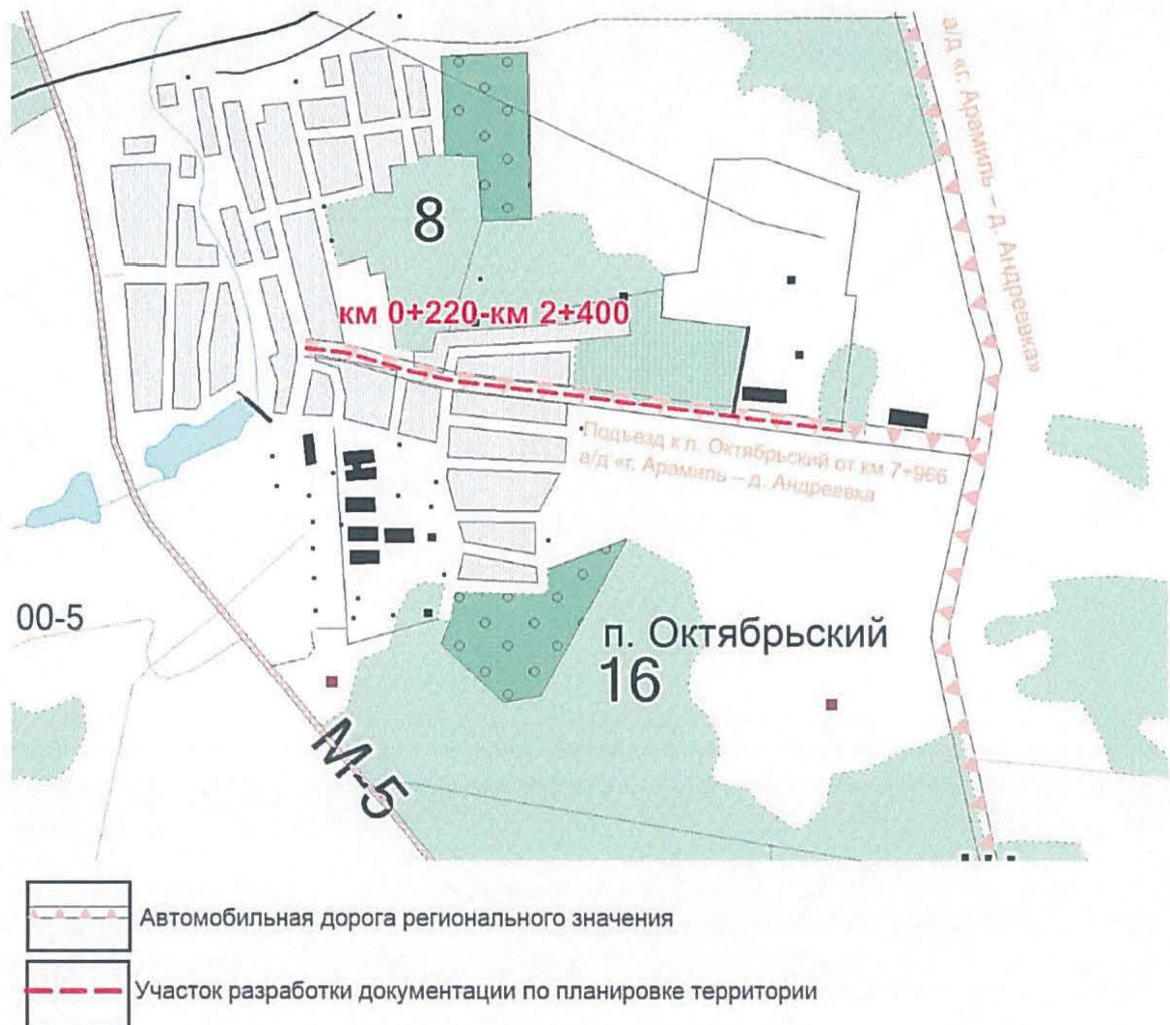 а/д «г. Арамиль – д. Андреевка»
8
км 0+220-км 2+400
Подъезд к п. Октябрьский от км 7+966
а/д «г. Арамиль – д. Андреевка
00-5
п. Октябрьский
16
М-5
Автомобильная дорога регионального значения
Участок разработки документации по планировке территории